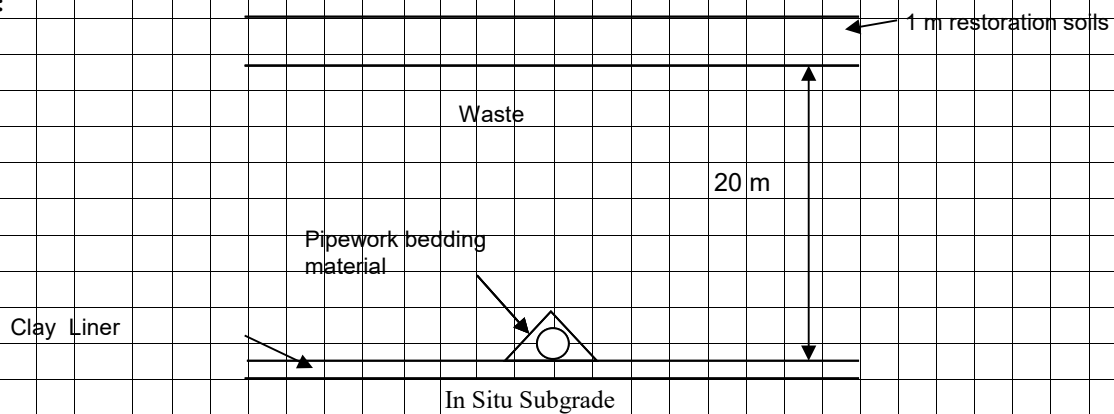 1 m restoration soils
Waste
20 m
Pipework bedding
material
Clay Liner
In Situ Subgrade